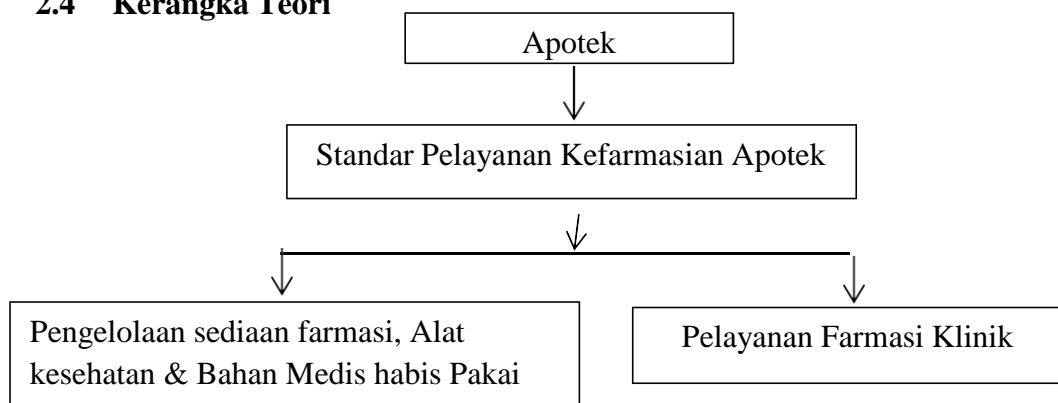 2.4 Kerangka Teori
Apotek
Standar Pelayanan Kefarmasian Apotek
Pengelolaan sediaan farmasi, Alat
kesehatan & Bahan Medis habis Pakai
Pelayanan Farmasi Klinik